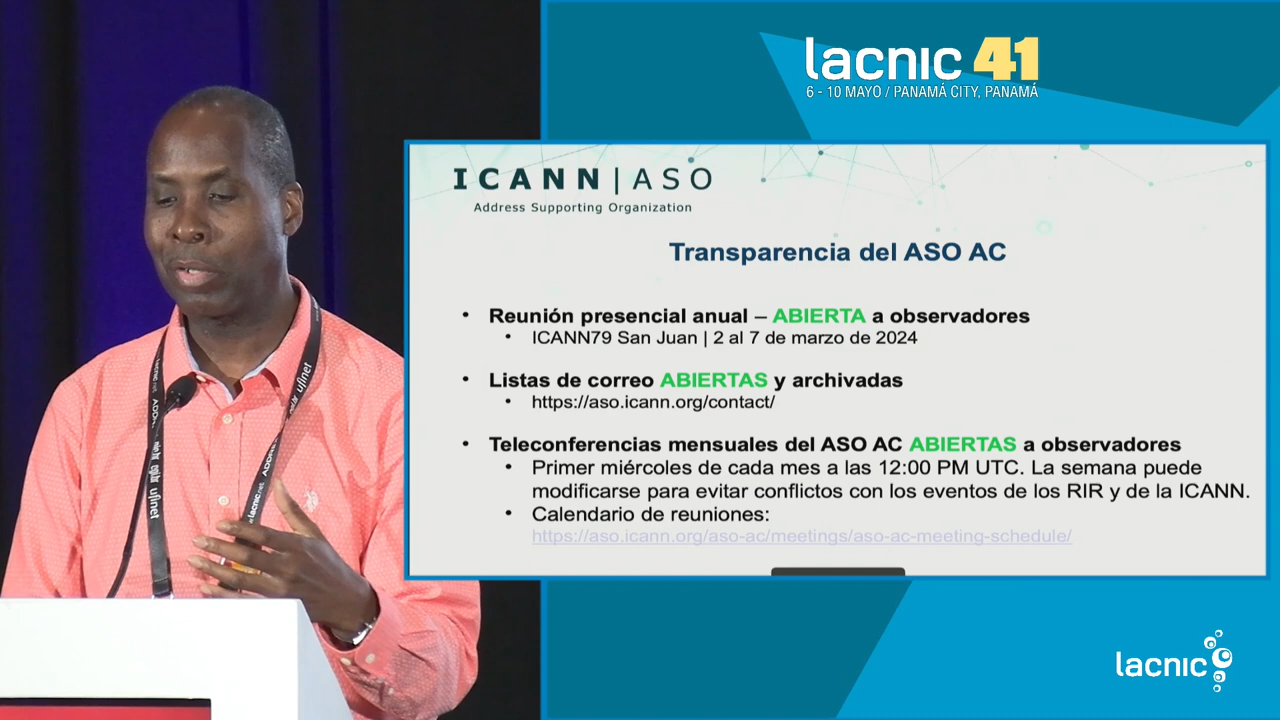 lacnic 41
6 - 10 MAYO / PANAMÁ CITY, PANAMÁ
ICANN|ASO
Address Supporting Organization
Transparencia del ASO AC
• Reunión presencial anual – ABIERTA a observadores
• ICANN79 San Juan | 2 al 7 de marzo de 2024
• Listas de correo ABIERTAS y archivadas
• https://aso.icann.org/contact/
• Teleconferencias mensuales del ASO AC ABIERTAS a observadores
• Primer miércoles de cada mes a las 12:00 PM UTC. La semana puede
modificarse para evitar conflictos con los eventos de los RIR y de la ICANN.
• Calendario de reuniones:
https://aso.icann.org/aso-ac/meetings/aso-ac-meeting-schedule/
ufinet
ufinet
lacnic
lacnic